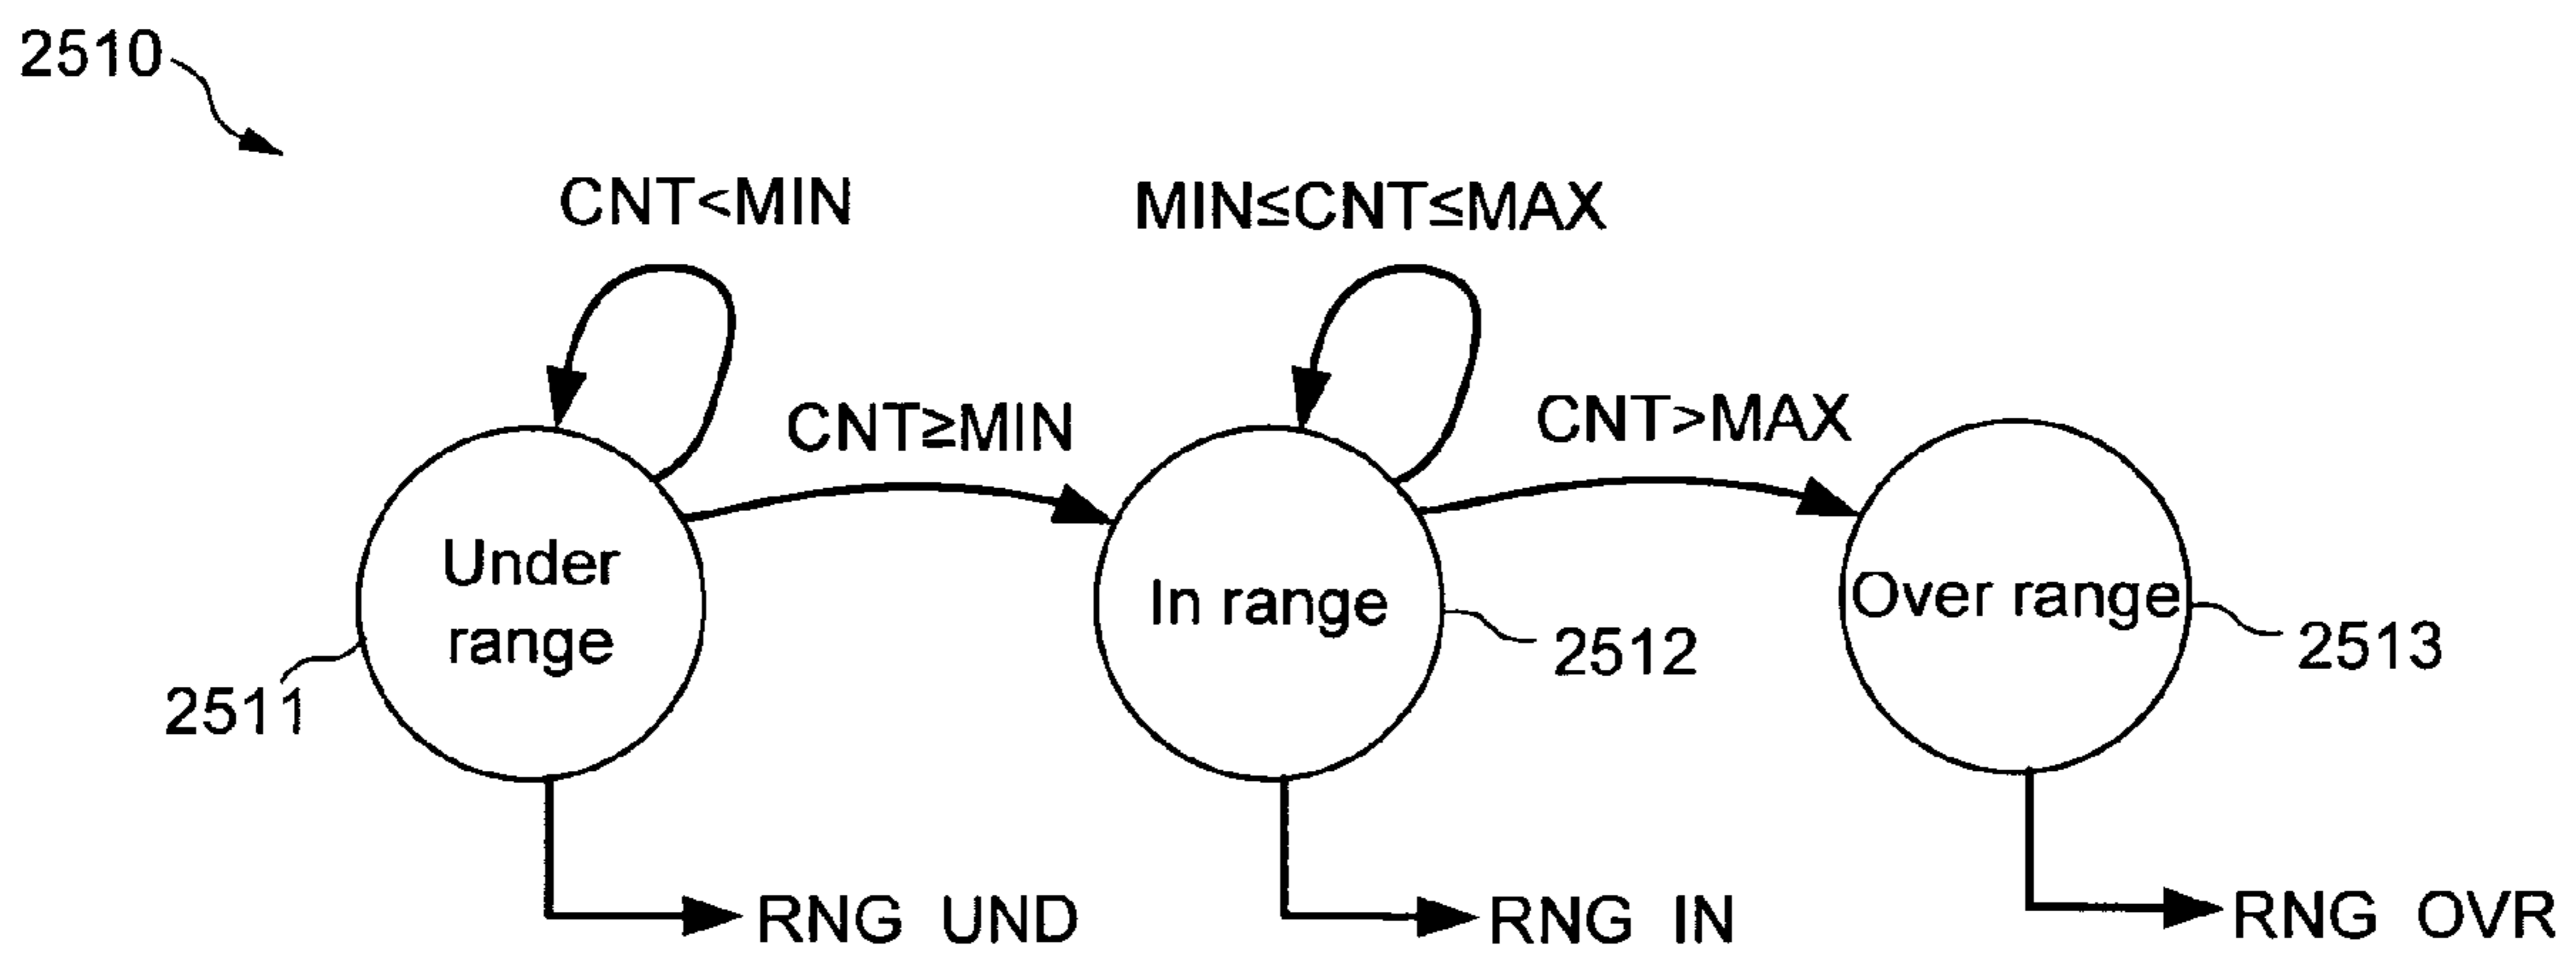 2510
CNT<MIN
MIN≤CNT≤MAX
CNT≥MIN
CNT>MAX
Under
range
In range
Over range
2511
2512
2513
RNG UND
RNG IN
RNG OVR